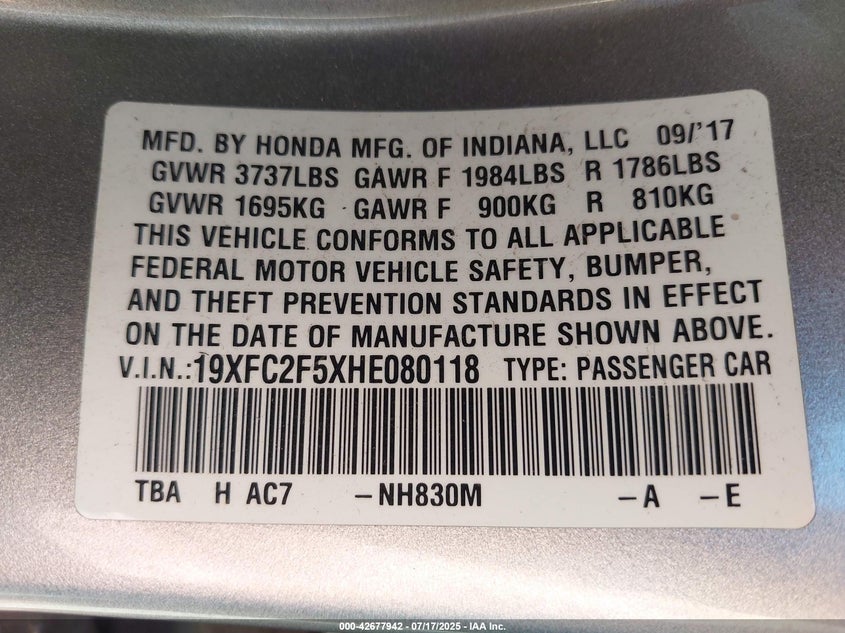 MFD. BY HONDA MFG. OF INDIANA, LLC 09/'17
GVWR 3737LBS GAWR F 1984LBS R 1786LBS
GVWR 1695KG GAWR F 900KG R 810KG
THIS VEHICLE CONFORMS TO ALL APPLICABLE
FEDERAL MOTOR VEHICLE SAFETY, BUMPER,
AND THEFT PREVENTION STANDARDS IN EFFECT
ON THE DATE OF MANUFACTURE SHOWN ABOVE.
V.I.N.:19XFC2F5XHE080118 TYPE: PASSENGER CAR
TBA H AC7 –NH830M –A –E
000-42677942 / 07/17/2025 - IAA Inc.